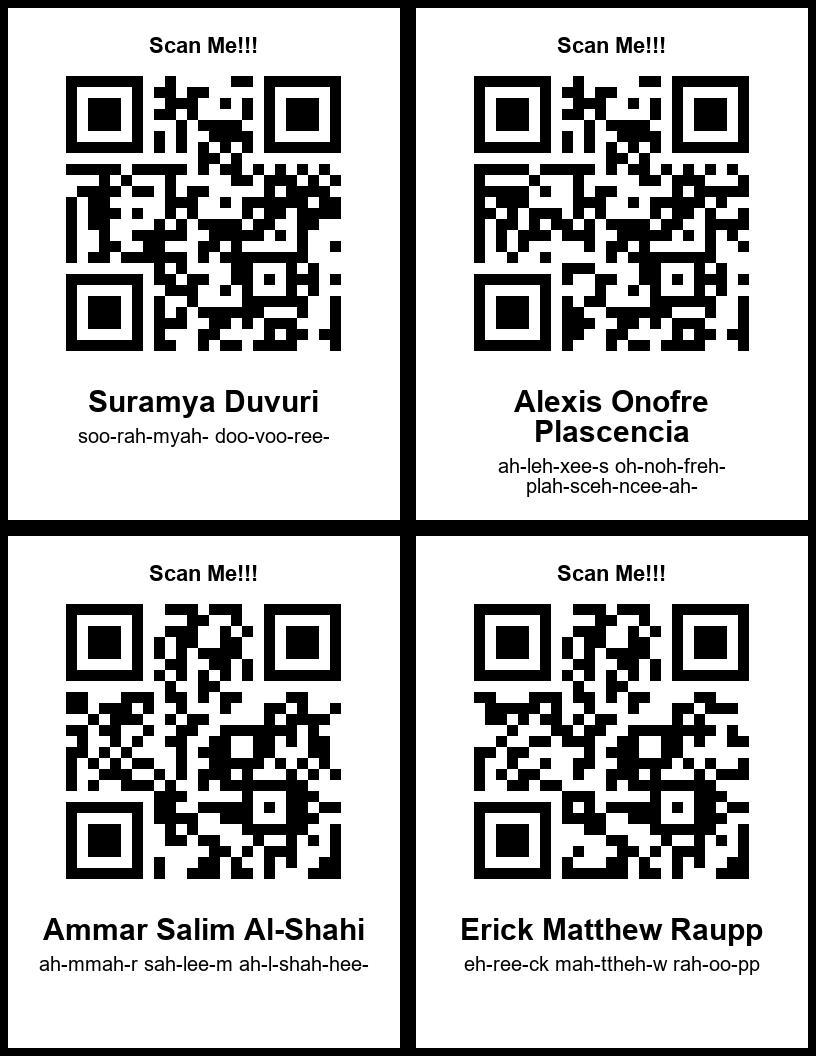 Scan Me!!!
Suramya Duvuri
soo-rah-myah- doo-voo-ree-
Scan Me!!!
Alexis Onofre
Plascencia
ah-leh-xee-s oh-noh-freh-
plah-sceh-ncee-ah-
Scan Me!!!
Ammar Salim Al-Shahi
ah-mmah-r sah-lee-m ah-l-shah-hee-
Scan Me!!!
Erick Matthew Raupp
eh-ree-ck mah-ttheh-w rah-oo-pp